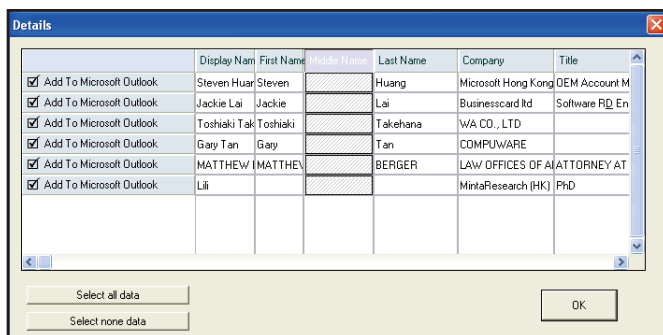 Details
Display Nam First Name Middle Name Last Name Company Title
Add To Microsoft Outlook Steven Huar Steven Huang Microsoft Hong Kong OEM Account M
Add To Microsoft Outlook Jackie Lai Jackie Lai Businesscard ltd Software RD En
Add To Microsoft Outlook Toshiaki Tak Toshiaki Takehana WA CO., LTD
Add To Microsoft Outlook Gary Tan Gary Tan COMPUWARE
Add To Microsoft Outlook MATTHEW MATTHEW BERGER LAW OFFICES OF A ATTORNEY AT
Add To Microsoft Outlook Lili MintaResearch (HK) PhD
Select all data
OK
Select none data